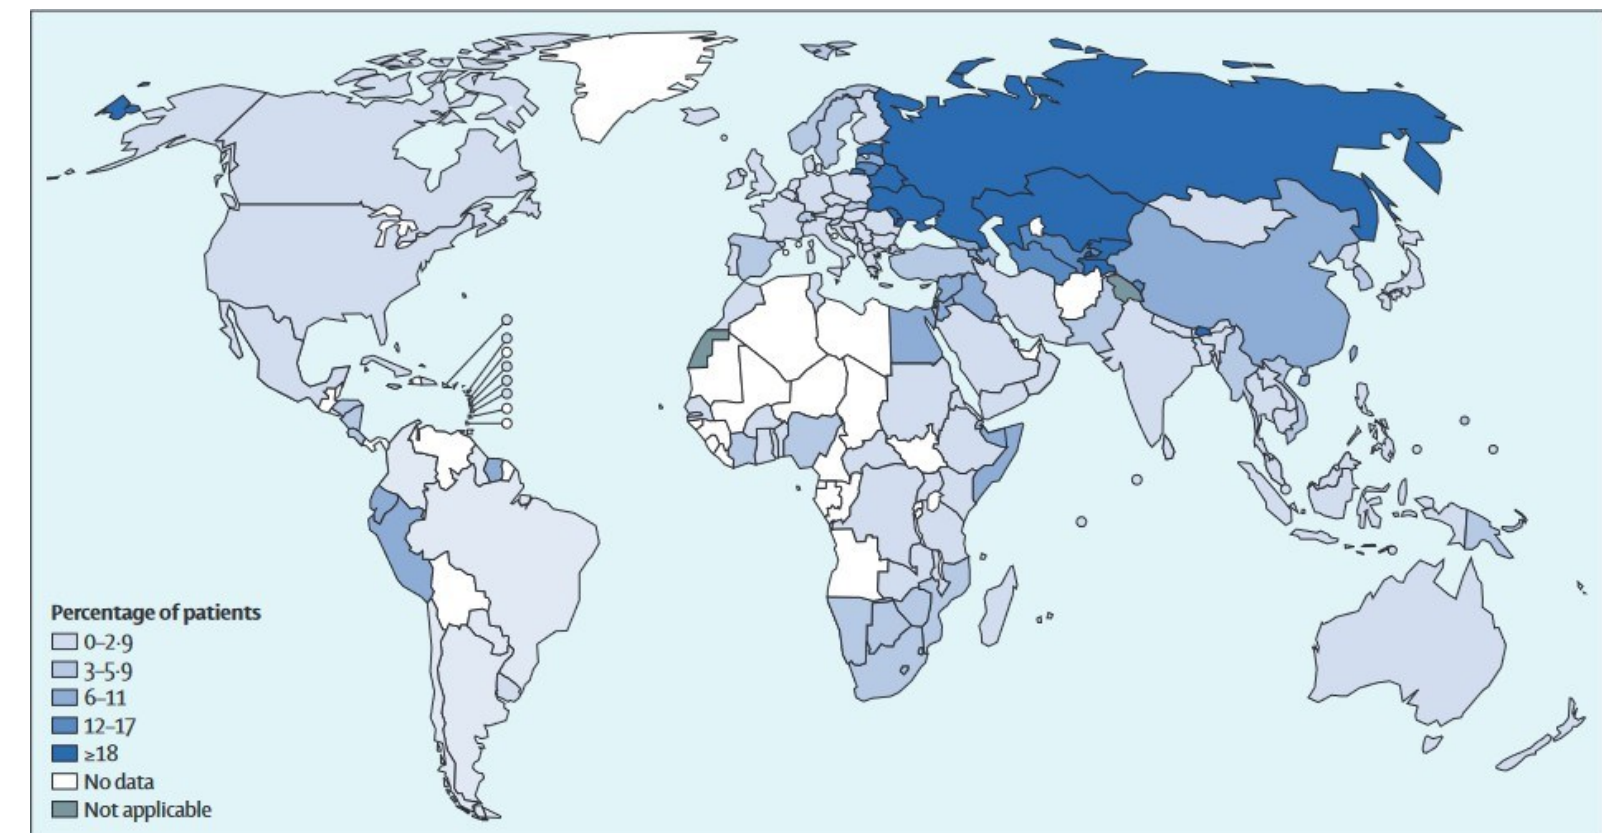 Percentage of patients
0–2·9
3–5·9
6–11
12–17
≥18
No data
Not applicable